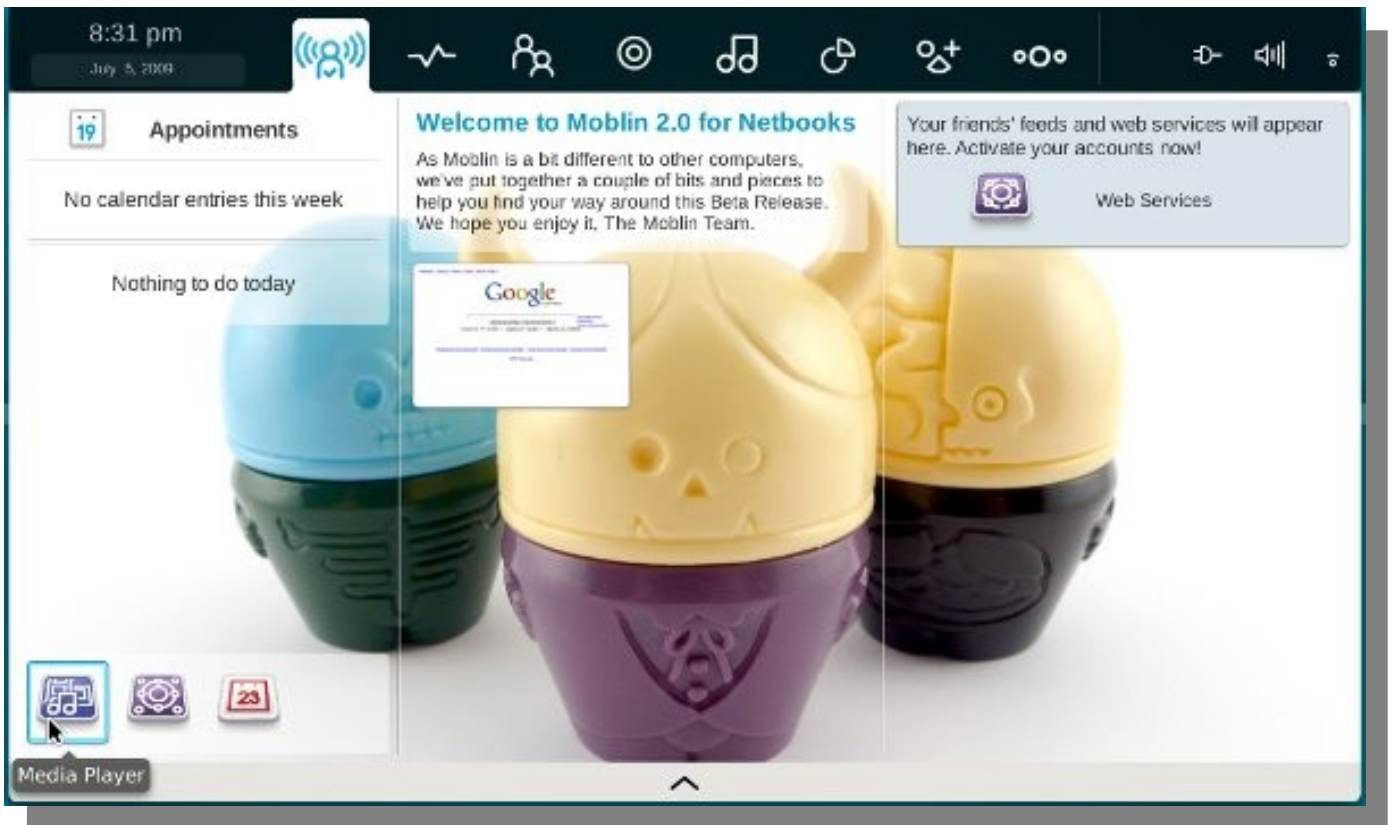 8:31 pm
July 5, 2009
19
Appointments
No calendar entries this week
Nothing to do today
Welcome to Moblin 2.0 for Netbooks
As Moblin is a bit different to other computers,
we've put together a couple of bits and pieces to
help you find your way around this Beta Release.
We hope you enjoy it, The Moblin Team.
Google
Your friends' feeds and web services will appear
here. Activate your accounts now!
Web Services
23
Media Player